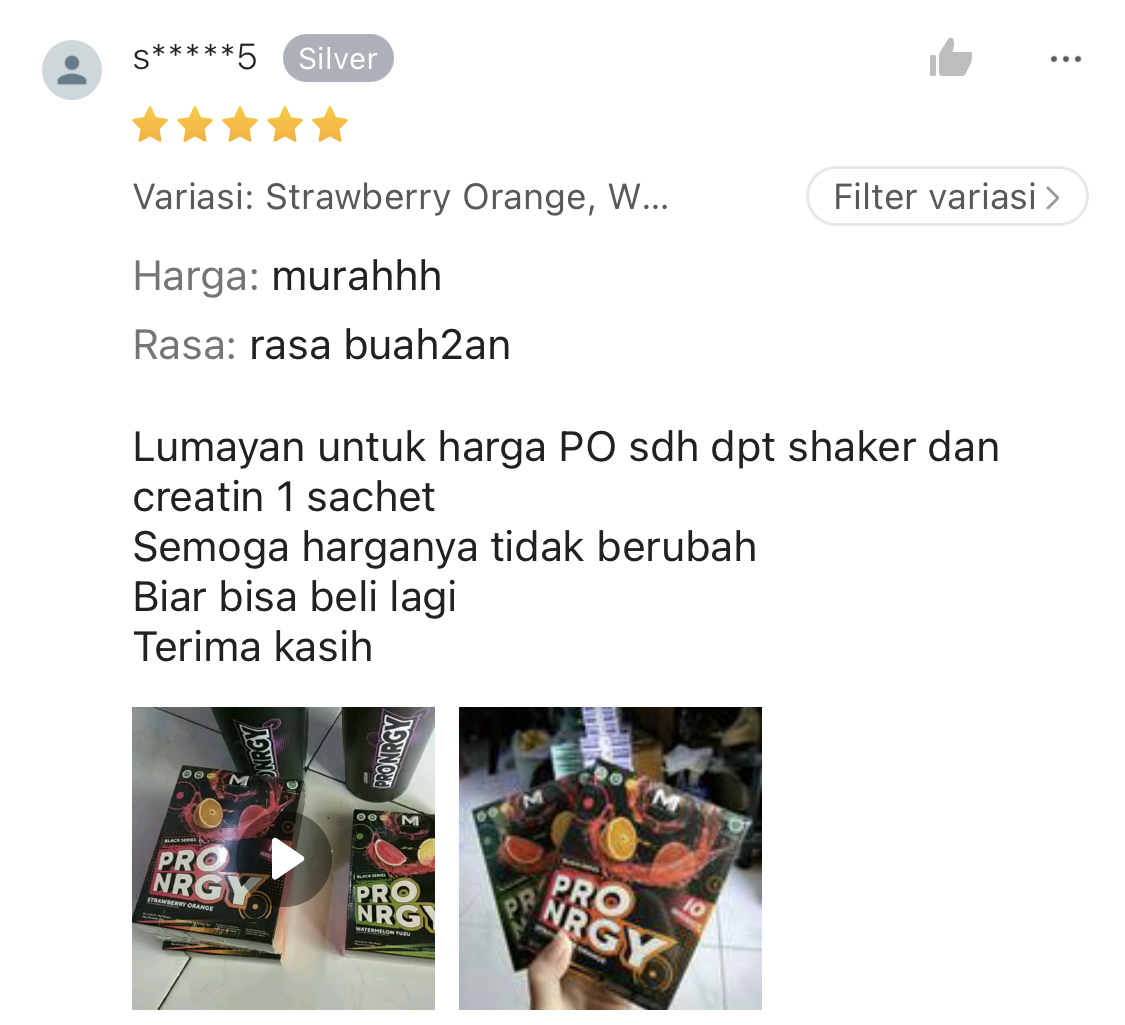 s*****5 Silver
Variasi: Strawberry Orange, W...
Filter variasi >
Harga: murahhh
Rasa: rasa buah2an
Lumayan untuk harga PO sdh dpt shaker dan
creatin 1 sachet
Semoga harganya tidak berubah
Biar bisa beli lagi
Terima kasih
PRONRGY
M
BLACK SERIES
PRO
NRGY
STRAWBERRY ORANGE
M
BLACK SERIES
PRO
NRGY
WATERMELON YUZU
M
M
PRO
NRGY
10